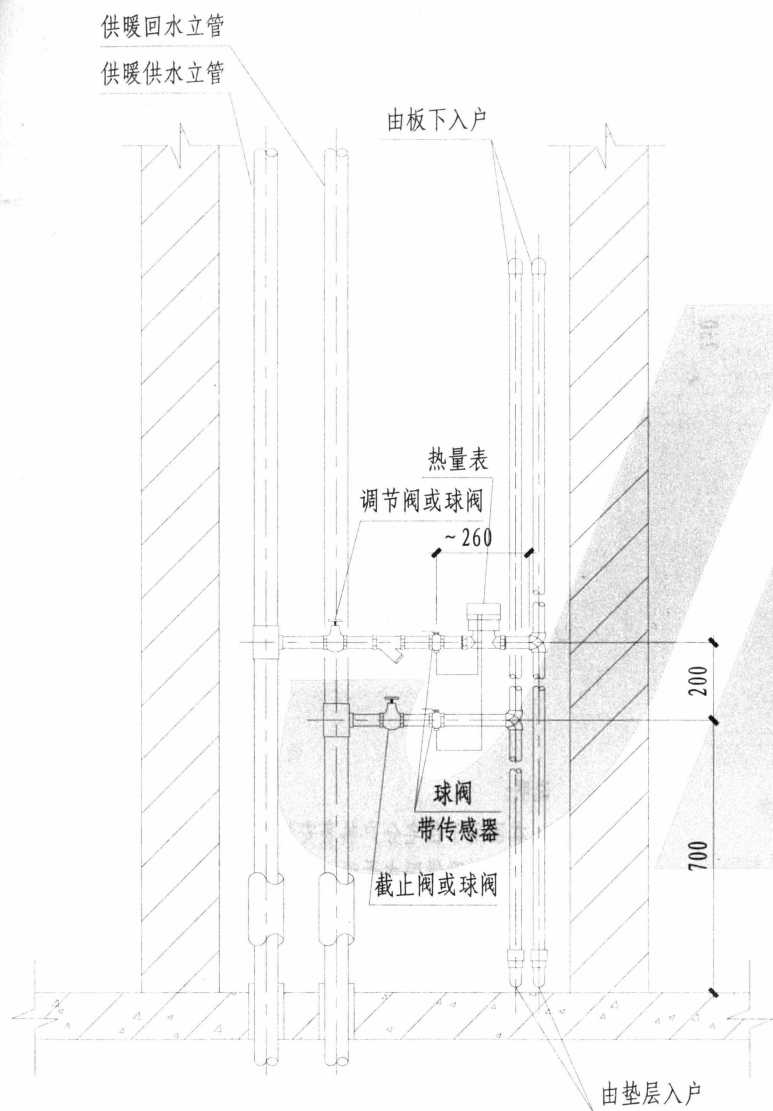 供暖回水立管
供暖供水立管
由板下入户
热量表
调节阀或球阀
~260
200
球阀
带传感器
截止阀或球阀
700
由垫层入户